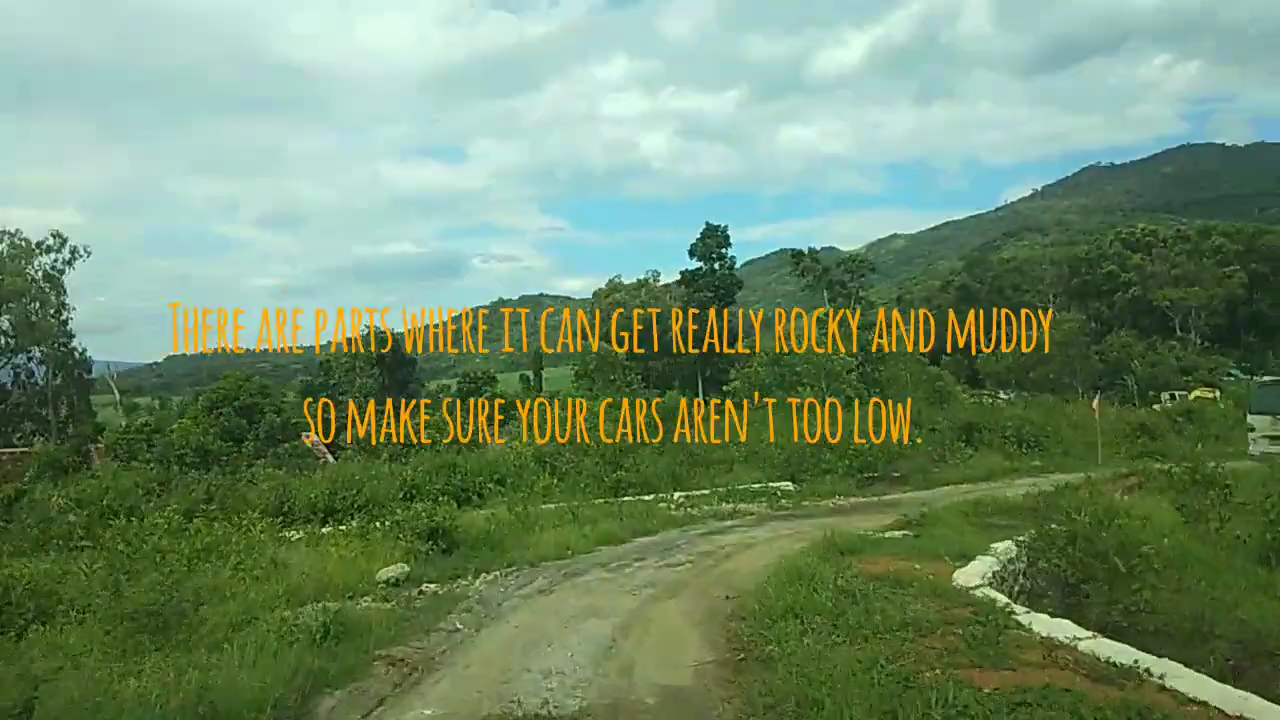 There are parts where it can get really rocky and muddy
so make sure your cars aren't too low.